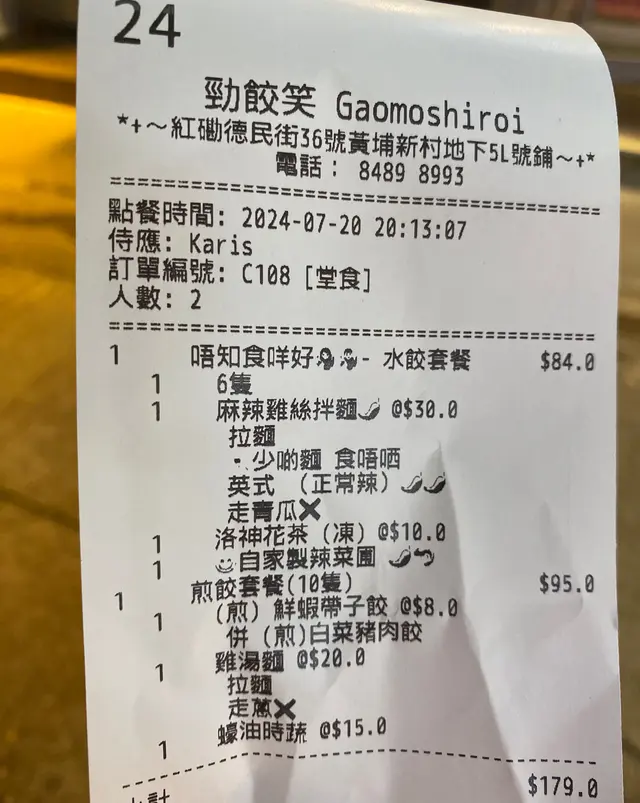 24
勁餃笑 Gaomoshiroi
*+～紅磡德民街36號黃埔新村地下5L號鋪～+*
電話： 8489 8993
點餐時間: 2024-07-20 20:13:07
侍應: Karis
訂單編號: C108 [堂食]
人數: 2
1 唔知食咩好- 水餃套餐 $84.0
1 6隻
1 麻辣雞絲拌麵🌶 @$30.0
拉麵
少啲麵 食唔哂
英式 （正常辣）🌶🌶
走青瓜❌
1 洛神花茶（凍）@$10.0
1 自家製辣菜圃 🌶
1 煎餃套餐(10隻) $95.0
1 (煎) 鮮蝦帶子餃 @$8.0
併 (煎)白菜豬肉餃
1 雞湯麵 @$20.0
拉麵
走蔥❌
1 蠔油時蔬 @$15.0
$179.0